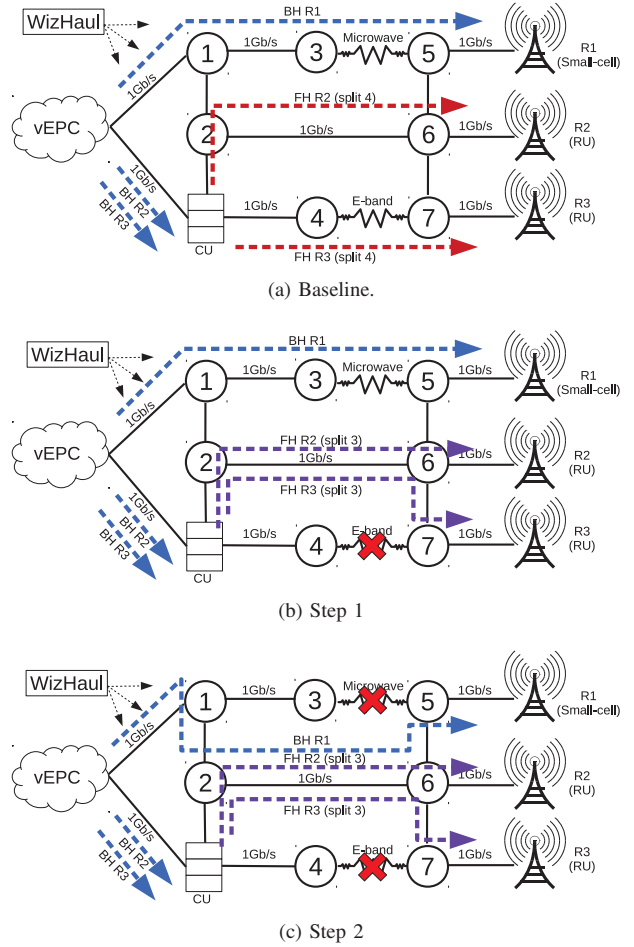 BH R1
WizHaul
1 1Gb/s 3 Microwave 5 1Gb/s R1
(Small-cell)
1Gb/s
FH R2 (split 4)
vEPC 2 1Gb/s 6 R2
(RU)
1Gb/s
BH R2
BH R3
1Gb/s 4 E-band 7 1Gb/s R3
(RU)
CU
FH R3 (split 4)
(a) Baseline.
BH R1
WizHaul
1 1Gb/s 3 Microwave 5 1Gb/s R1
(Small-cell)
1Gb/s
FH R2 (split 3)
vEPC 2 1Gb/s 6 R2
(RU)
FH R3 (split 3)
1Gb/s
BH R2
BH R3
1Gb/s 4 E-band 7 1Gb/s R3
(RU)
CU
(b) Step 1
WizHaul
1 1Gb/s 3 Microwave 5 1Gb/s R1
(Small-cell)
1Gb/s
BH R1
FH R2 (split 3)
vEPC 2 1Gb/s 6 1Gb/s R2
(RU)
FH R3 (split 3)
1Gb/s
BH R2
BH R3
1Gb/s 4 E-band 7 1Gb/s R3
(RU)
CU
(c) Step 2